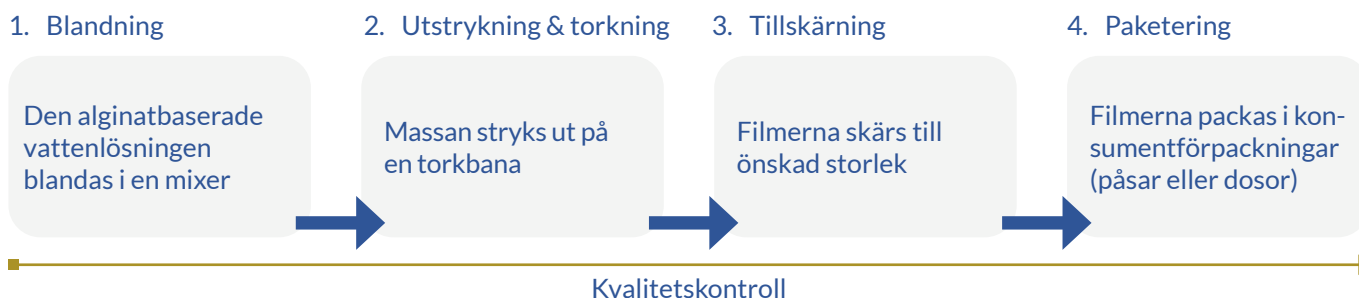 1. Blandning
Den alginatbaserade
vattenlösningen
blandas i en mixer
2. Utstrykning & torkning
Massan stryks ut på
en torkbana
3. Tillskärning
Filmerna skärs till
önskad storlek
4. Paketering
Filmerna packas i kon-
sumentförpackningar
(påsar eller dosor)
Kvalitetskontroll